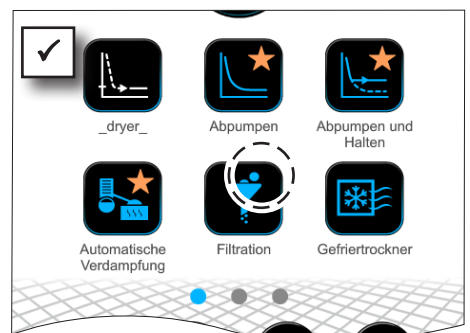 _dryer_
Abpumpen
Abpumpen und
Halten
Automatische
Verdampfung
Filtration
Gefriertrockner